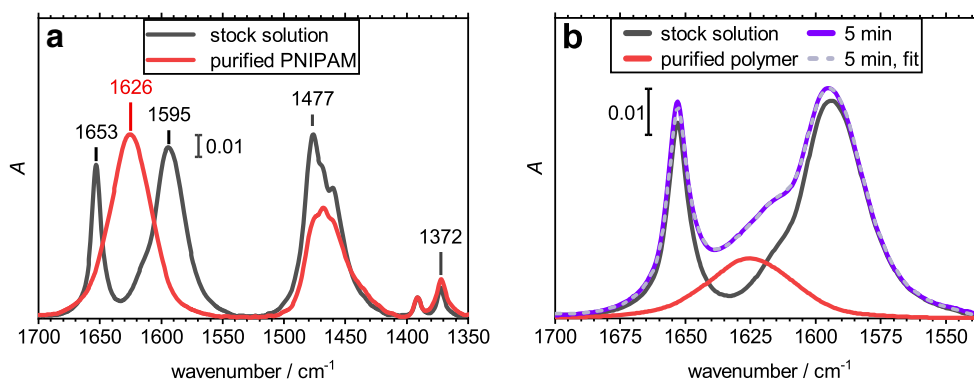 a
stock solution
purified PNIPAM
1626
1653
1595
0.01
1477
1372
A
1700 1650 1600 1550 1500 1450 1400 1350
wavenumber / cm⁻¹
b
stock solution 5 min
purified polymer 5 min, fit
0.01
A
1700 1675 1650 1625 1600 1575 1550
wavenumber / cm⁻¹